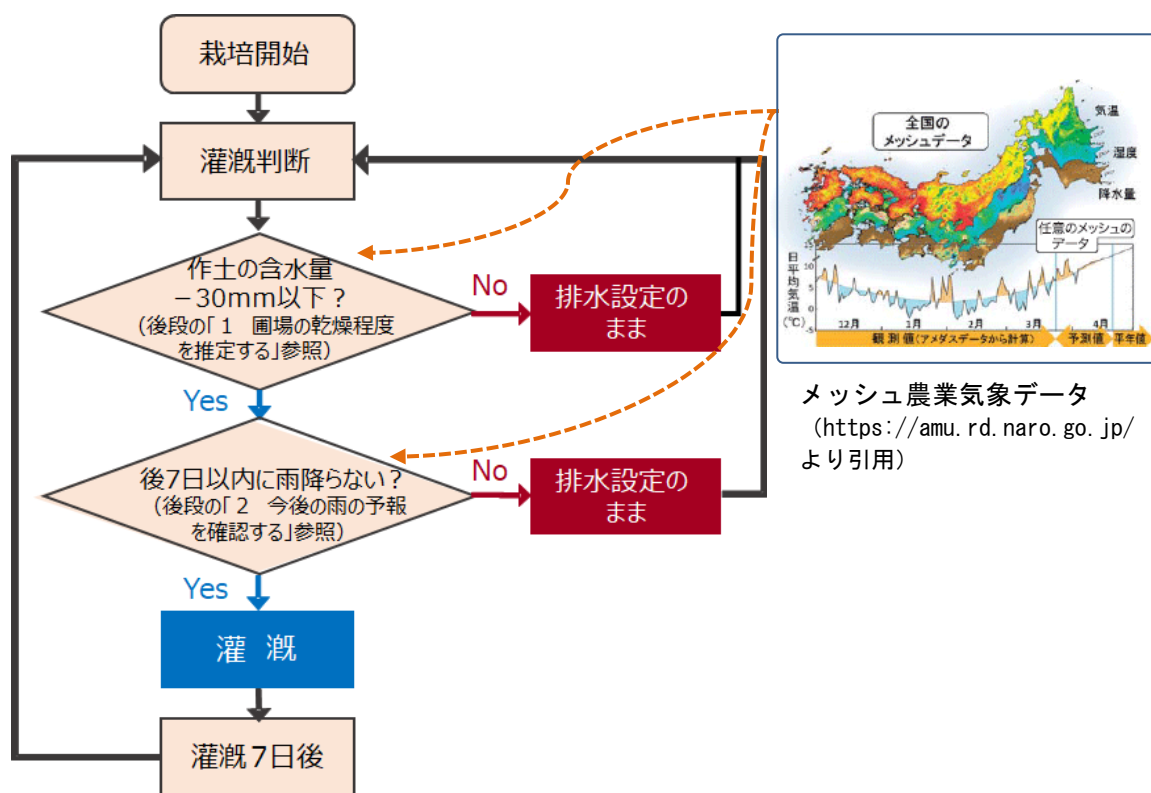 栽培開始
灌漑判断
作土の含水量
－30mm以下？
(後段の「１　圃場の乾燥程度
を推定する」参照)
No
排水設定の
まま
Yes
後7日以内に雨降らない？
(後段の「２　今後の雨の予報
を確認する」参照)
No
排水設定の
まま
Yes
灌 漑
灌漑7日後
全国の
メッシュデータ
気温
湿度
降水量
任意のメッシュの
データ
日平均気温
(℃)
10
5
0
-5
12月
1月
2月
3月
4月
観測値(アメダスデータから計算)
予測値
平年値
メッシュ農業気象データ
（https://amu.rd.naro.go.jp/
より引用）